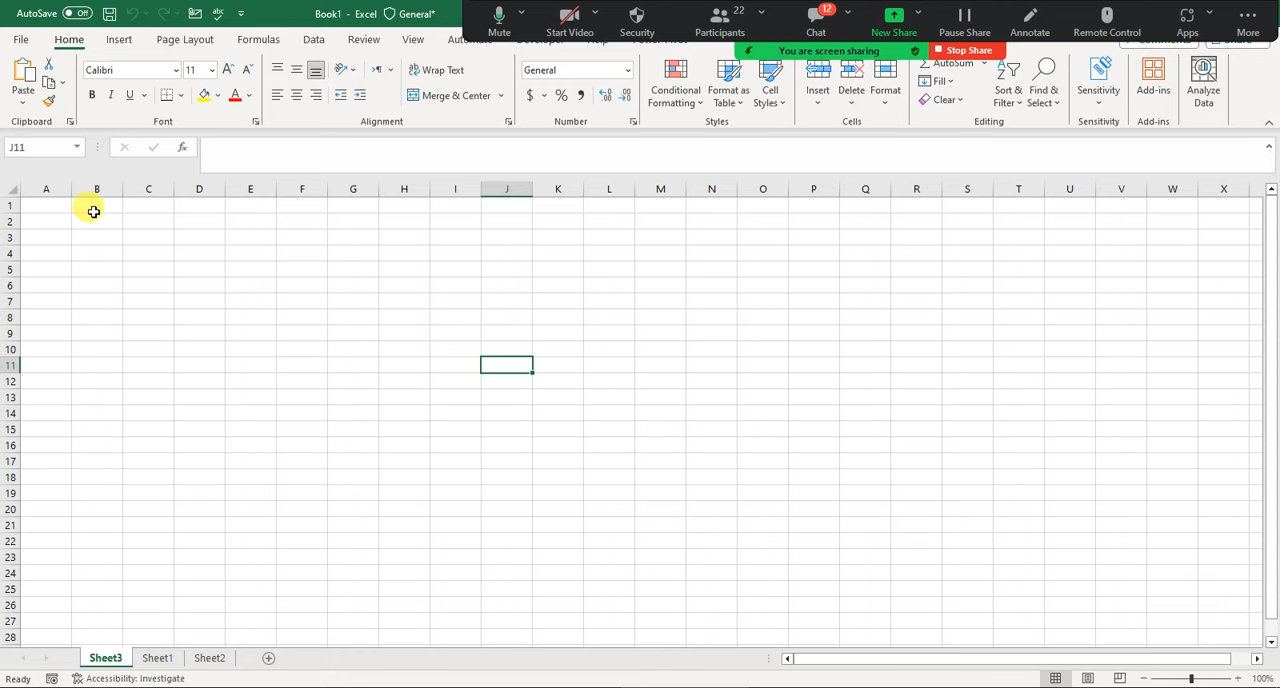 AutoSave Off Book1 - Excel General*
Mute Start Video Security Participants 22 Chat 12 New Share Pause Share Annotate Remote Control Apps More
File Home Insert Page Layout Formulas Data Review View
You are screen sharing Stop Share
Paste
Calibri 11
Wrap Text
General
Conditional Formatting
Format as Table
Cell Styles
Insert Delete Format
AutoSum
Fill
Clear
Sort & Filter
Find & Select
Sensitivity
Add-ins
Analyze Data
B I U A
Merge & Center
$ %
Clipboard Font Alignment Number Styles Cells Editing Sensitivity Add-ins
J11 fx
A B C D E F G H I J K L M N O P Q R S T U V W X
1
2
3
4
5
6
7
8
9
10
11
12
13
14
15
16
17
18
19
20
21
22
23
24
25
26
27
28
Sheet3 Sheet1 Sheet2
Ready Accessibility: Investigate 100%